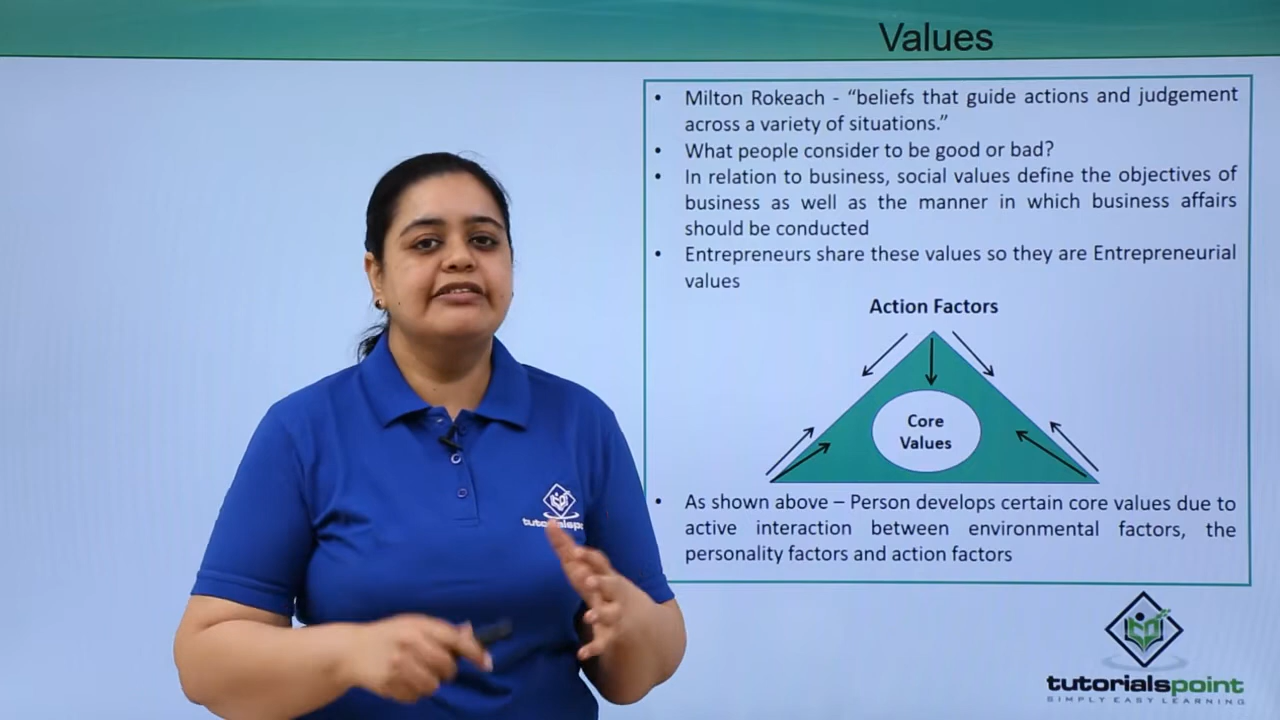 Values
• Milton Rokeach - “beliefs that guide actions and judgement
across a variety of situations.”
• What people consider to be good or bad?
• In relation to business, social values define the objectives of
business as well as the manner in which business affairs
should be conducted
• Entrepreneurs share these values so they are Entrepreneurial
values
Action Factors
Core
Values
• As shown above – Person develops certain core values due to
active interaction between environmental factors, the
personality factors and action factors
tutorialspo
tutorialspoint
SIMPLY EASY LEARNING